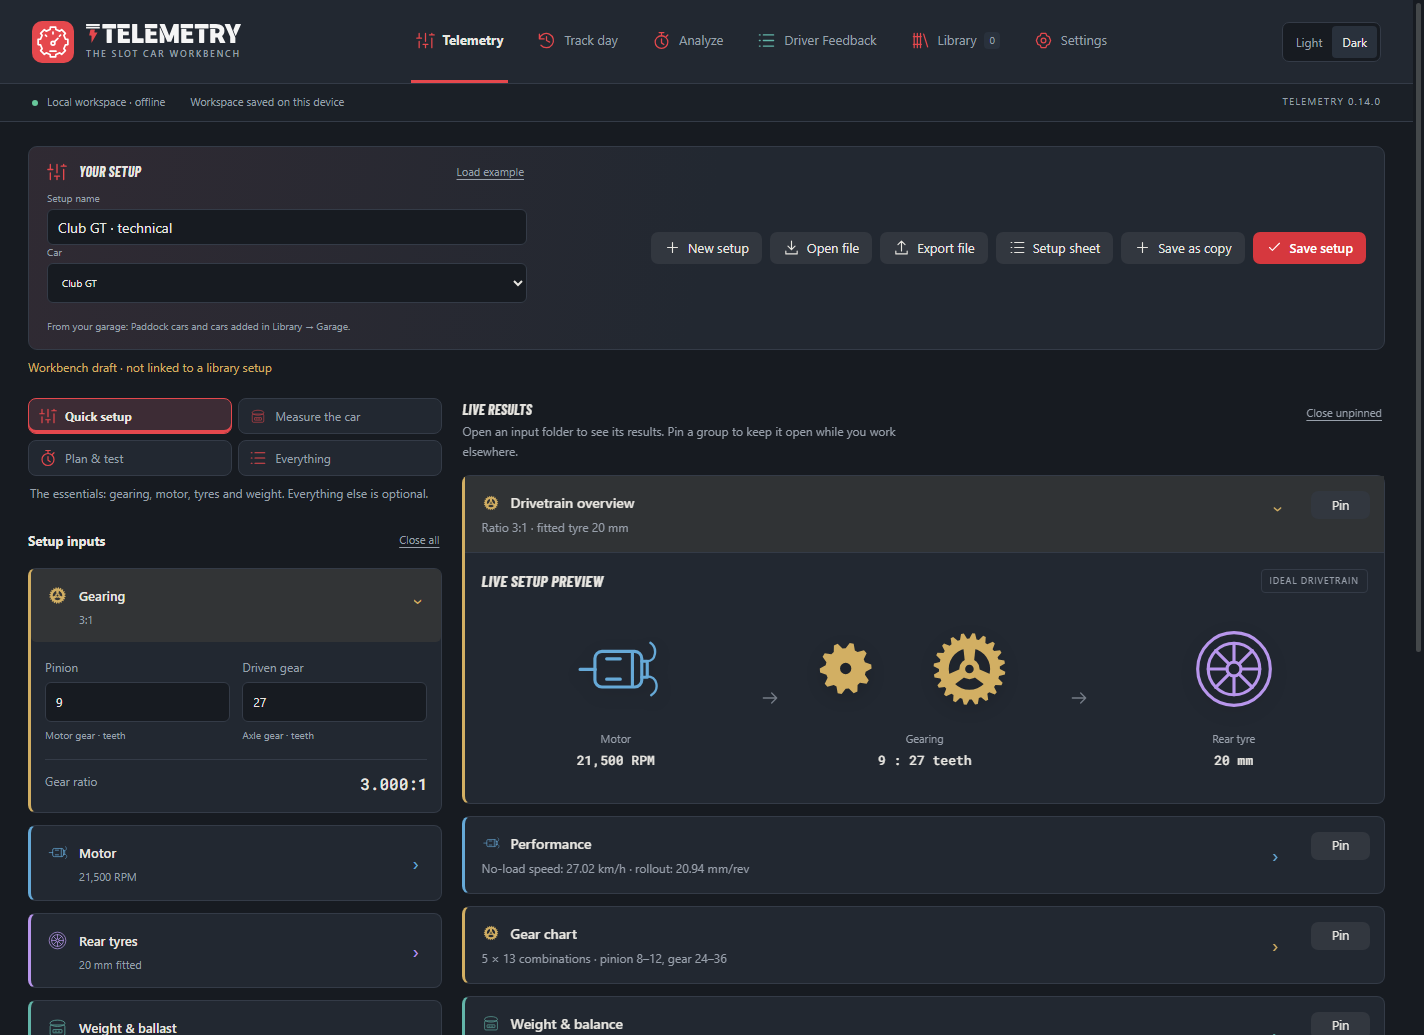 TELEMETRY
THE SLOT CAR WORKBENCH
Telemetry
Track day
Analyze
Driver Feedback
Library 0
Settings
Light Dark
Local workspace · offline
Workspace saved on this device
TELEMETRY 0.14.0
YOUR SETUP
Load example
Setup name
Club GT · technical
Car
Club GT
From your garage: Paddock cars and cars added in Library → Garage.
New setup
Open file
Export file
Setup sheet
Save as copy
Save setup
Workbench draft · not linked to a library setup
Quick setup
Measure the car
Plan & test
Everything
The essentials: gearing, motor, tyres and weight. Everything else is optional.
Setup inputs
Close all
Gearing
3:1
Pinion
Driven gear
9
27
Motor gear · teeth
Axle gear · teeth
Gear ratio
3.000:1
Motor
21,500 RPM
Rear tyres
20 mm fitted
Weight & ballast
LIVE RESULTS
Open an input folder to see its results. Pin a group to keep it open while you work
elsewhere.
Close unpinned
Drivetrain overview
Ratio 3:1 · fitted tyre 20 mm
Pin
LIVE SETUP PREVIEW
IDEAL DRIVETRAIN
→
→
Motor
21,500 RPM
Gearing
9 : 27 teeth
Rear tyre
20 mm
Performance
No-load speed: 27.02 km/h · rollout: 20.94 mm/rev
Pin
Gear chart
5 × 13 combinations · pinion 8–12, gear 24–36
Pin
Weight & balance
Pin